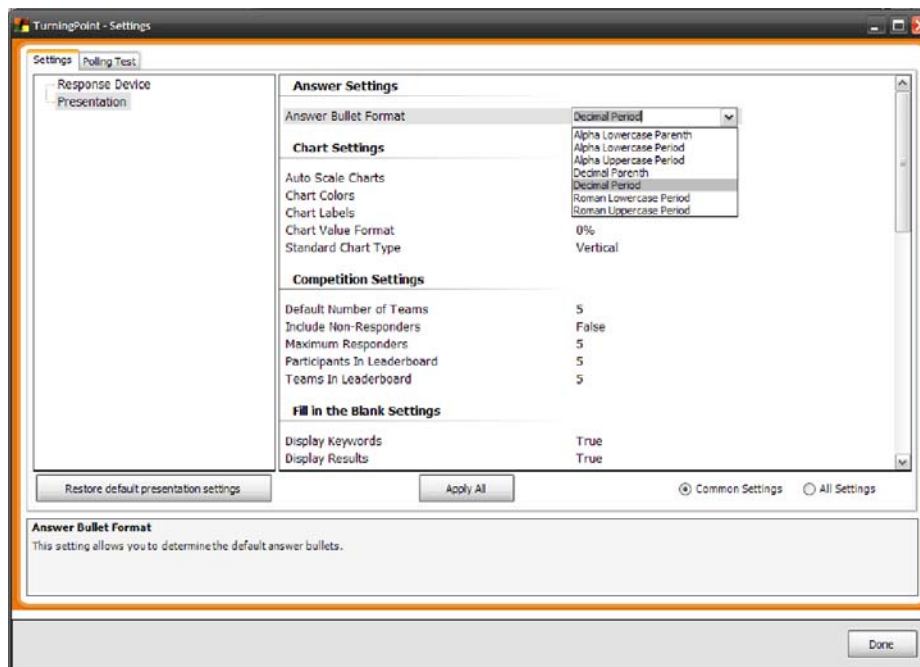 TurningPoint - Settings
Settings
Polling Test
Response Device
Presentation
Answer Settings
Answer Bullet Format
Decimal Period
Alpha Lowercase Parenth
Alpha Lowercase Period
Alpha Uppercase Period
Decimal Parenth
Decimal Period
Roman Lowercase Period
Roman Uppercase Period
Chart Settings
Auto Scale Charts
Chart Colors
Chart Labels
Chart Value Format 0%
Standard Chart Type Vertical
Competition Settings
Default Number of Teams 5
Include Non-Responders False
Maximum Responders 5
Participants In Leaderboard 5
Teams In Leaderboard 5
Fill in the Blank Settings
Display Keywords True
Display Results True
Restore default presentation settings
Apply All
Common Settings
All Settings
Answer Bullet Format
This setting allows you to determine the default answer bullets.
Done